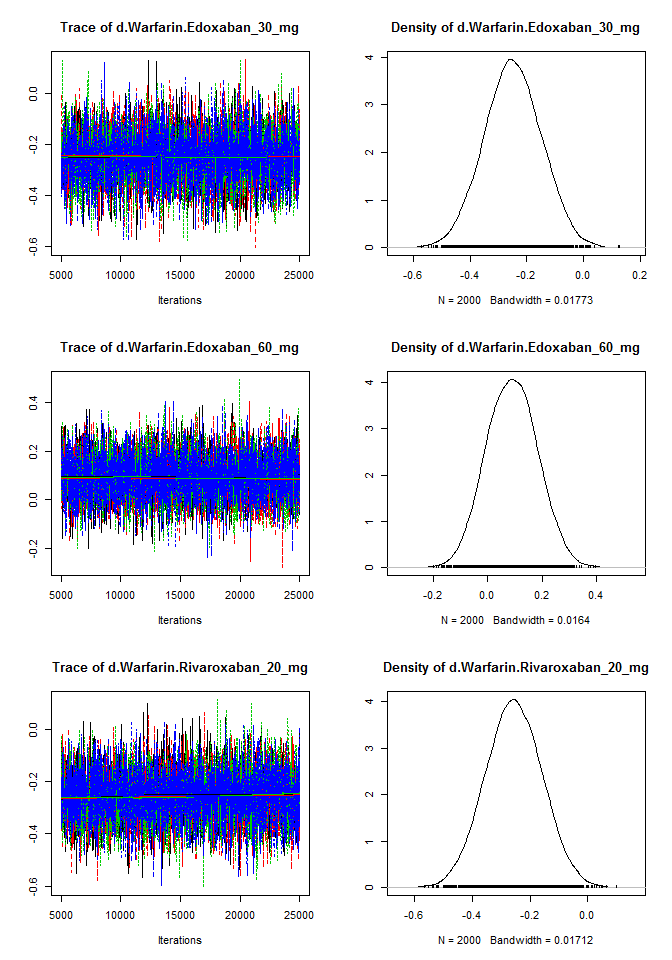 Trace of d.Warfarin.Edoxaban_30_mg
0.0
-0.2
-0.4
-0.6
5000 10000 15000 20000 25000
Iterations
Density of d.Warfarin.Edoxaban_30_mg
4
3
2
1
0
-0.6 -0.4 -0.2 0.0 0.2
N = 2000 Bandwidth = 0.01773
Trace of d.Warfarin.Edoxaban_60_mg
0.4
0.2
0.0
-0.2
5000 10000 15000 20000 25000
Iterations
Density of d.Warfarin.Edoxaban_60_mg
4
3
2
1
0
-0.2 0.0 0.2 0.4
N = 2000 Bandwidth = 0.0164
Trace of d.Warfarin.Rivaroxaban_20_mg
0.0
-0.2
-0.4
-0.6
5000 10000 15000 20000 25000
Iterations
Density of d.Warfarin.Rivaroxaban_20_mg
4
3
2
1
0
-0.6 -0.4 -0.2 0.0
N = 2000 Bandwidth = 0.01712